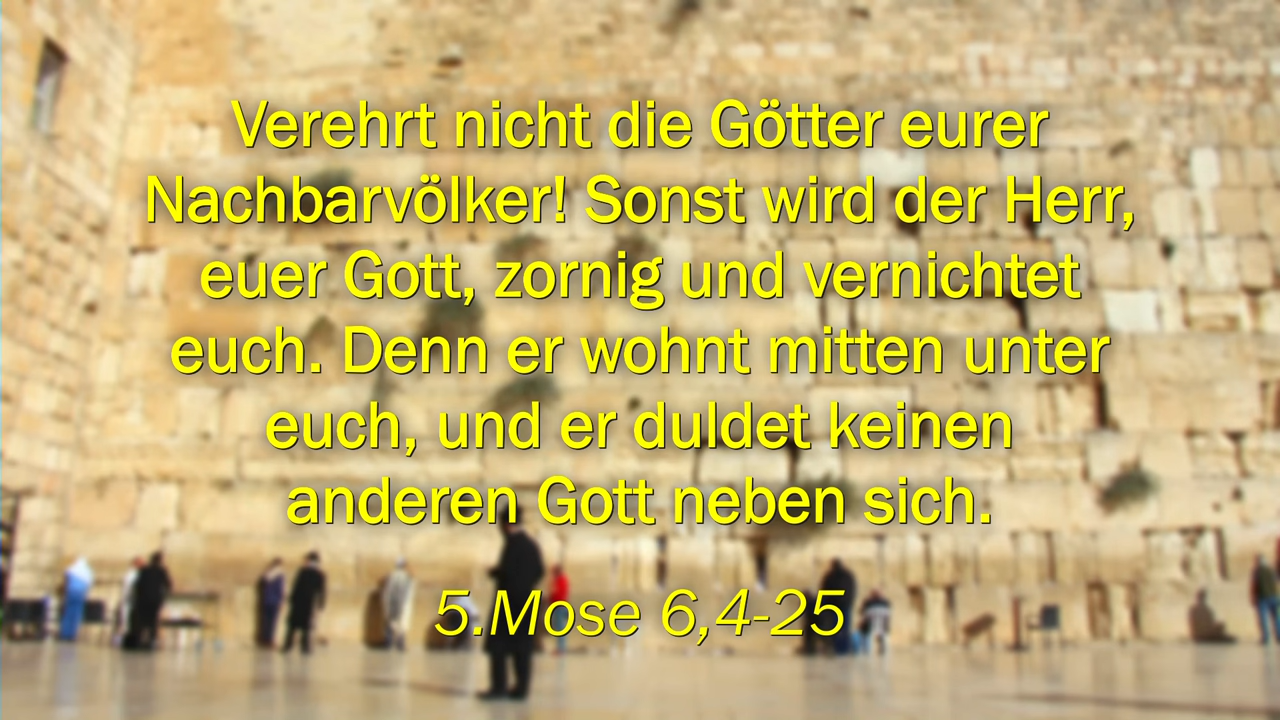 Verehrt nicht die Götter eurer
Nachbarvölker! Sonst wird der Herr,
euer Gott, zornig und vernichtet
euch. Denn er wohnt mitten unter
euch, und er duldet keinen
anderen Gott neben sich.
5.Mose 6,4-25